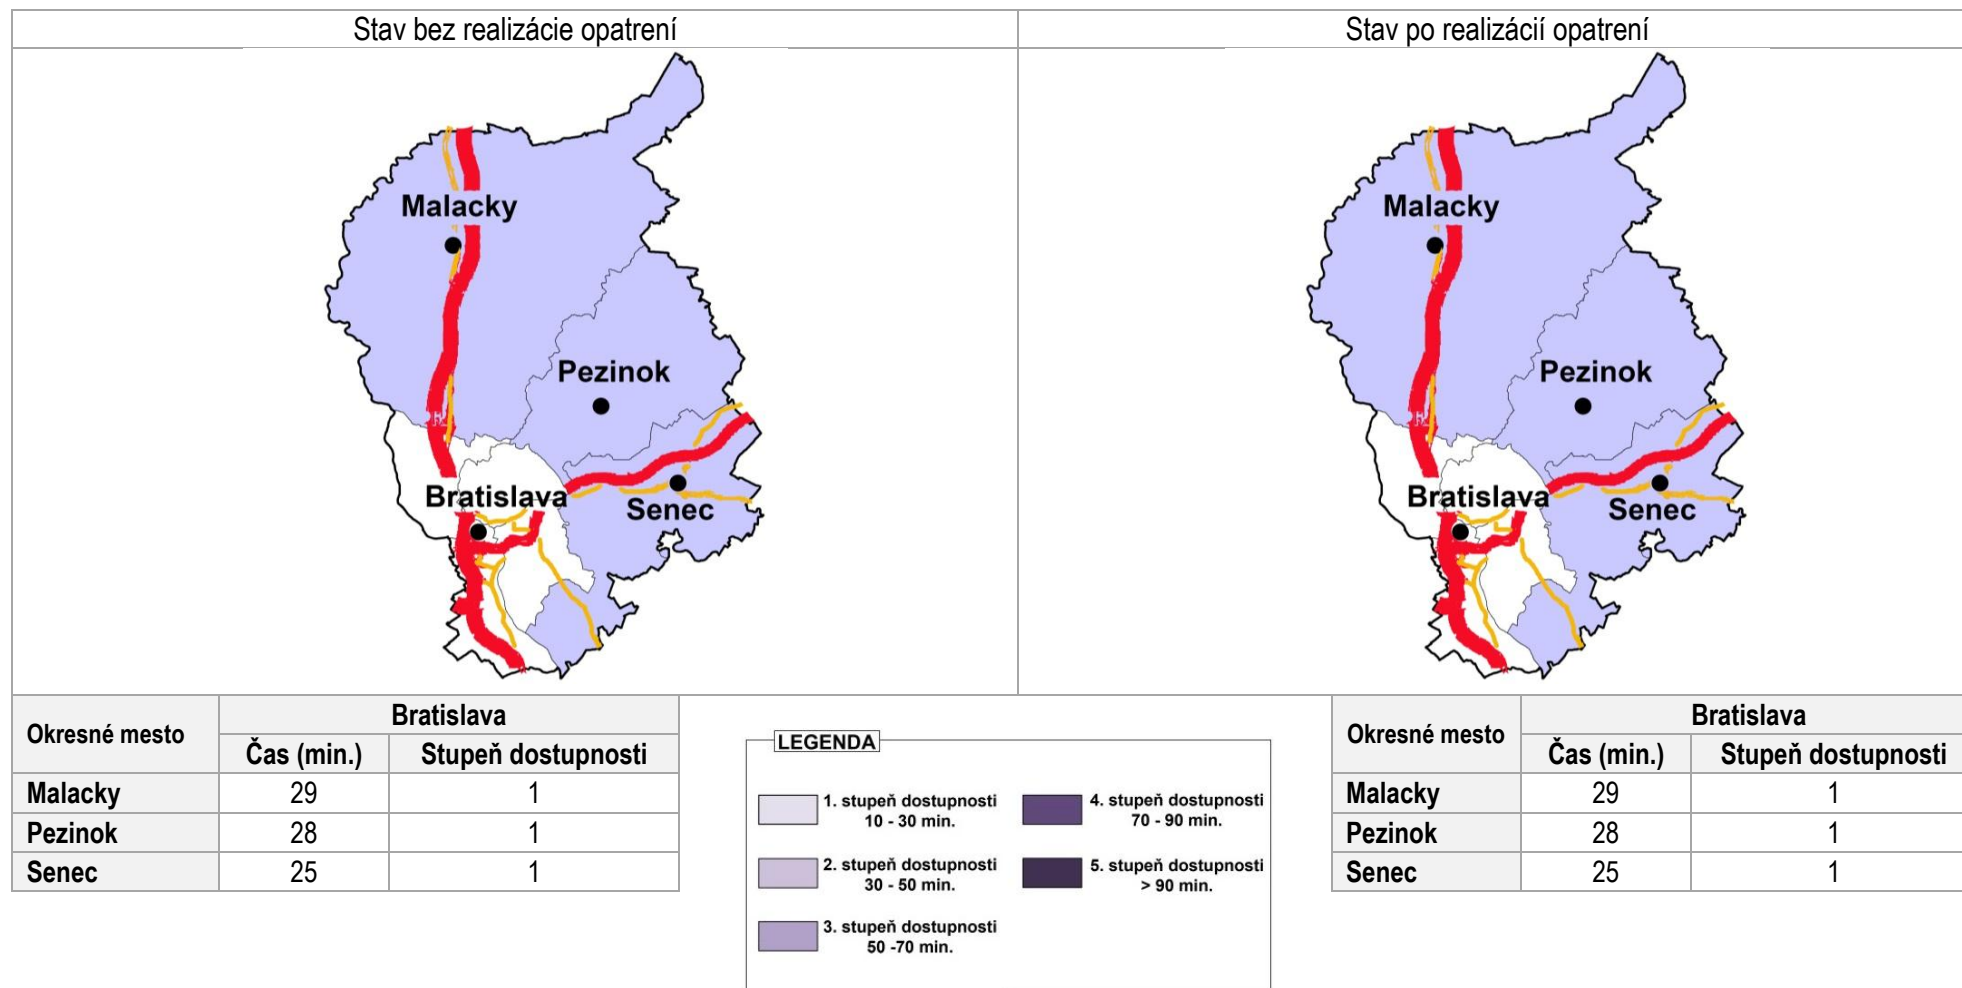 Stav bez realizácie opatrení
Stav po realizácií opatrení
Malacky
Pezinok
Bratislava
Senec
Malacky
Pezinok
Bratislava
Senec
Okresné mesto
Bratislava
Čas (min.) Stupeň dostupnosti
Malacky 29 1
Pezinok 28 1
Senec 25 1
LEGENDA
1. stupeň dostupnosti
10 - 30 min.
2. stupeň dostupnosti
30 - 50 min.
3. stupeň dostupnosti
50 -70 min.
4. stupeň dostupnosti
70 - 90 min.
5. stupeň dostupnosti
> 90 min.
Okresné mesto
Bratislava
Čas (min.) Stupeň dostupnosti
Malacky 29 1
Pezinok 28 1
Senec 25 1